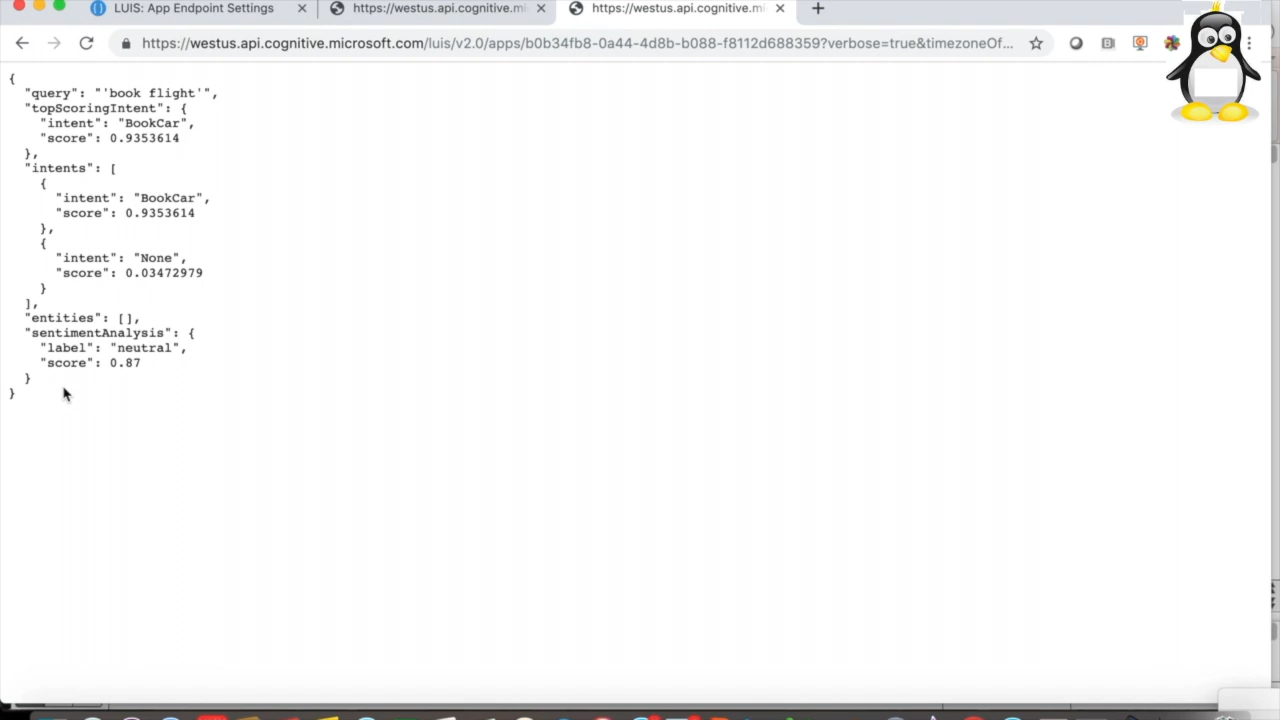 LUIS: App Endpoint Settings
https://westus.api.cognitive.mi
https://westus.api.cognitive.mi
https://westus.api.cognitive.microsoft.com/luis/v2.0/apps/b0b34fb8-0a44-4d8b-b088-f8112d688359?verbose=true&timezoneOf...
{
"query": "'book flight'",
"topScoringIntent": {
"intent": "BookCar",
"score": 0.9353614
},
"intents": [
{
"intent": "BookCar",
"score": 0.9353614
},
{
"intent": "None",
"score": 0.03472979
}
],
"entities": [],
"sentimentAnalysis": {
"label": "neutral",
"score": 0.87
}
}